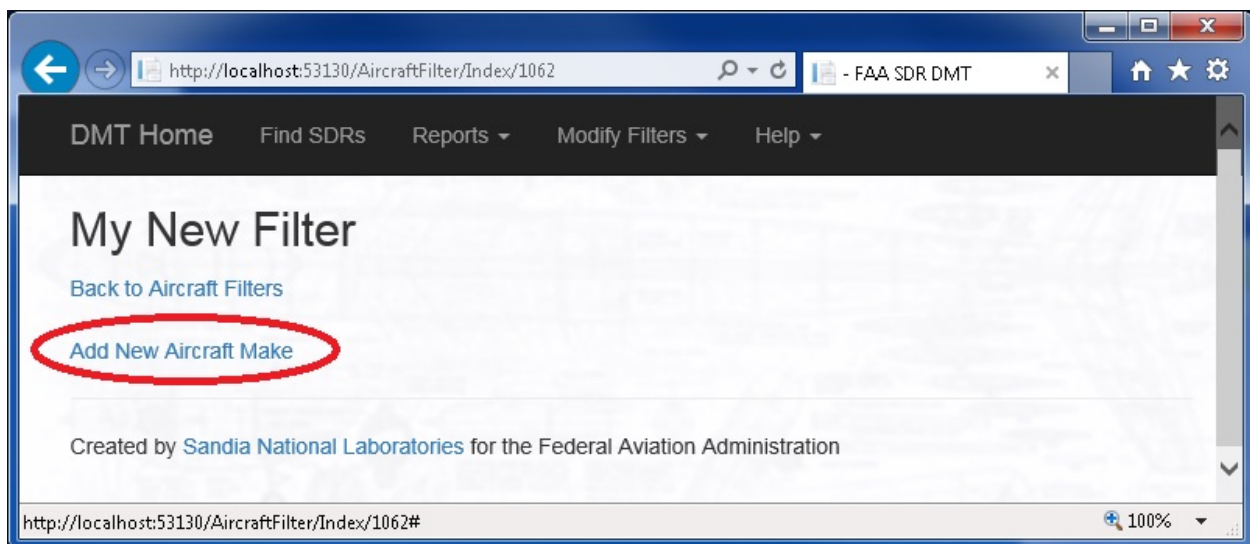 http://localhost:53130/AircraftFilter/Index/1062
- FAA SDR DMT
DMT Home Find SDRs Reports Modify Filters Help
My New Filter
Back to Aircraft Filters
Add New Aircraft Make
Created by Sandia National Laboratories for the Federal Aviation Administration
http://localhost:53130/AircraftFilter/Index/1062#
100%